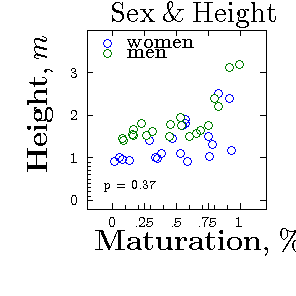 Sex & Height
women
men
Height, m
3
2
1
0
p = 0.37
0 .25 .5 .75 1
Maturation, %